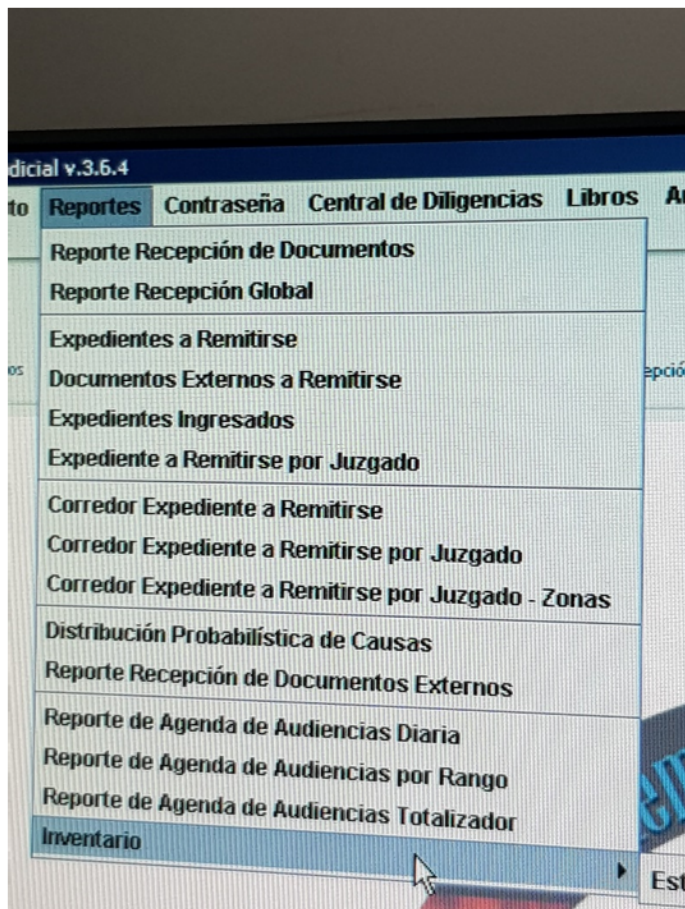 dicial v.3.6.4
to Reportes Contraseña Central de Diligencias Libros
Reporte Recepción de Documentos
Reporte Recepción Global
Expedientes a Remitirse
os Documentos Externos a Remitirse epció
Expedientes Ingresados
Expediente a Remitirse por Juzgado
Corredor Expediente a Remitirse
Corredor Expediente a Remitirse por Juzgado
Corredor Expediente a Remitirse por Juzgado - Zonas
Distribución Probabilística de Causas
Reporte Recepción de Documentos Externos
Reporte de Agenda de Audiencias Diaria
Reporte de Agenda de Audiencias por Rango
Reporte de Agenda de Audiencias Totalizador
Inventario
Est